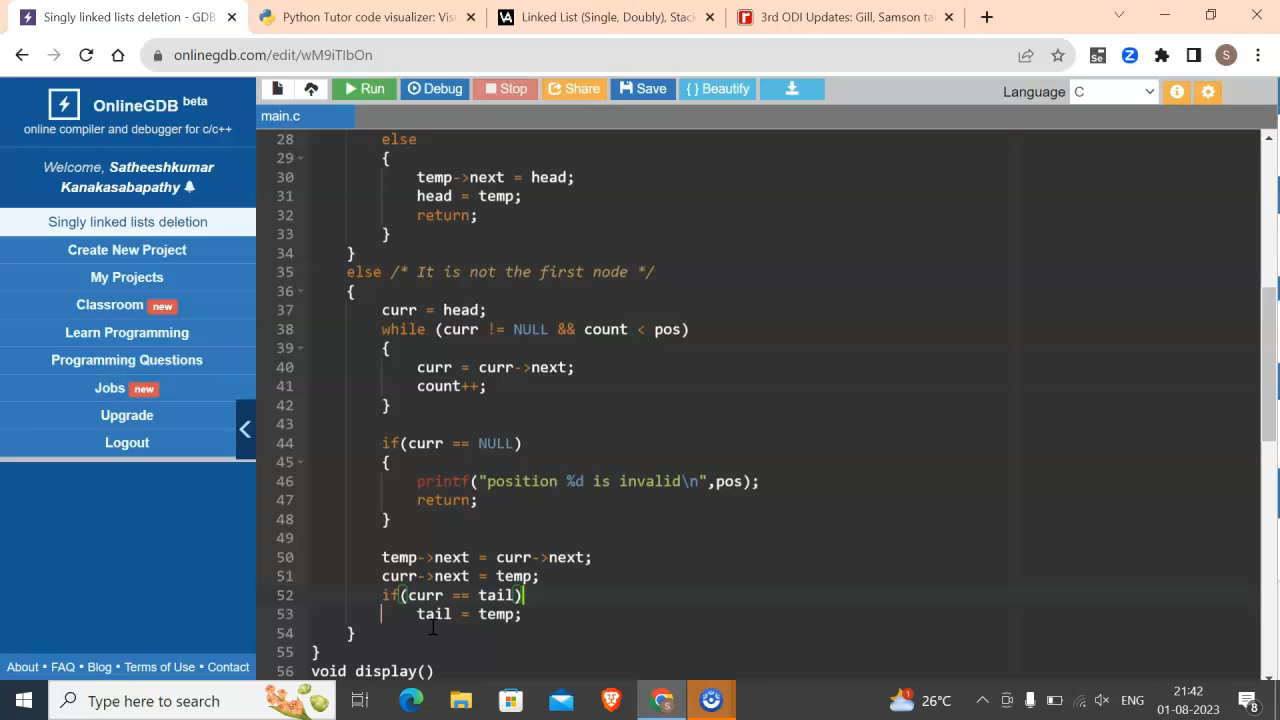 Singly linked lists deletion - GDB
Python Tutor code visualizer: Vis
Linked List (Single, Doubly), Stac
3rd ODI Updates: Gill, Samson ta
onlinegdb.com/edit/wM9iTIbOn
Se
Z
S
OnlineGDB beta
online compiler and debugger for c/c++
Welcome, Satheeshkumar
Kanakasabapathy
Singly linked lists deletion
Create New Project
My Projects
Classroom new
Learn Programming
Programming Questions
Jobs new
Upgrade
Logout
About • FAQ • Blog • Terms of Use • Contact
Run Debug Stop Share Save { } Beautify
Language C
main.c
28 else
29 {
30 temp->next = head;
31 head = temp;
32 return;
33 }
34 }
35 else /* It is not the first node */
36 {
37 curr = head;
38 while (curr != NULL && count < pos)
39 {
40 curr = curr->next;
41 count++;
42 }
43
44 if(curr == NULL)
45 {
46 printf("position %d is invalid\n",pos);
47 return;
48 }
49
50 temp->next = curr->next;
51 curr->next = temp;
52 if(curr == tail)
53 tail = temp;
54 }
55 }
56 void display()
Type here to search
1
26°C
ENG
21:42
01-08-2023
8